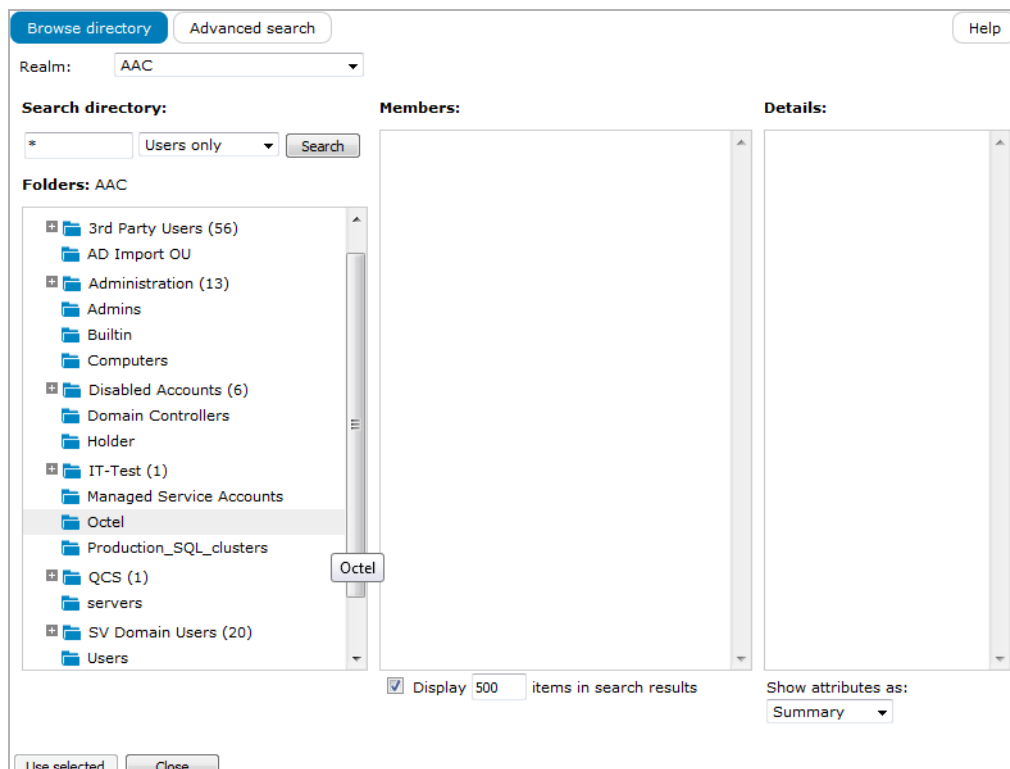 Browse directory Advanced search Help
Realm: AAC
Search directory: Members: Details:
* Users only Search
Folders: AAC
3rd Party Users (56)
AD Import OU
Administration (13)
Admins
Builtin
Computers
Disabled Accounts (6)
Domain Controllers
Holder
IT-Test (1)
Managed Service Accounts
Octel
Production_SQL_clusters
Octel
QCS (1)
servers
SV Domain Users (20)
Users
Display 500 items in search results Show attributes as:
Summary
Use selected Close